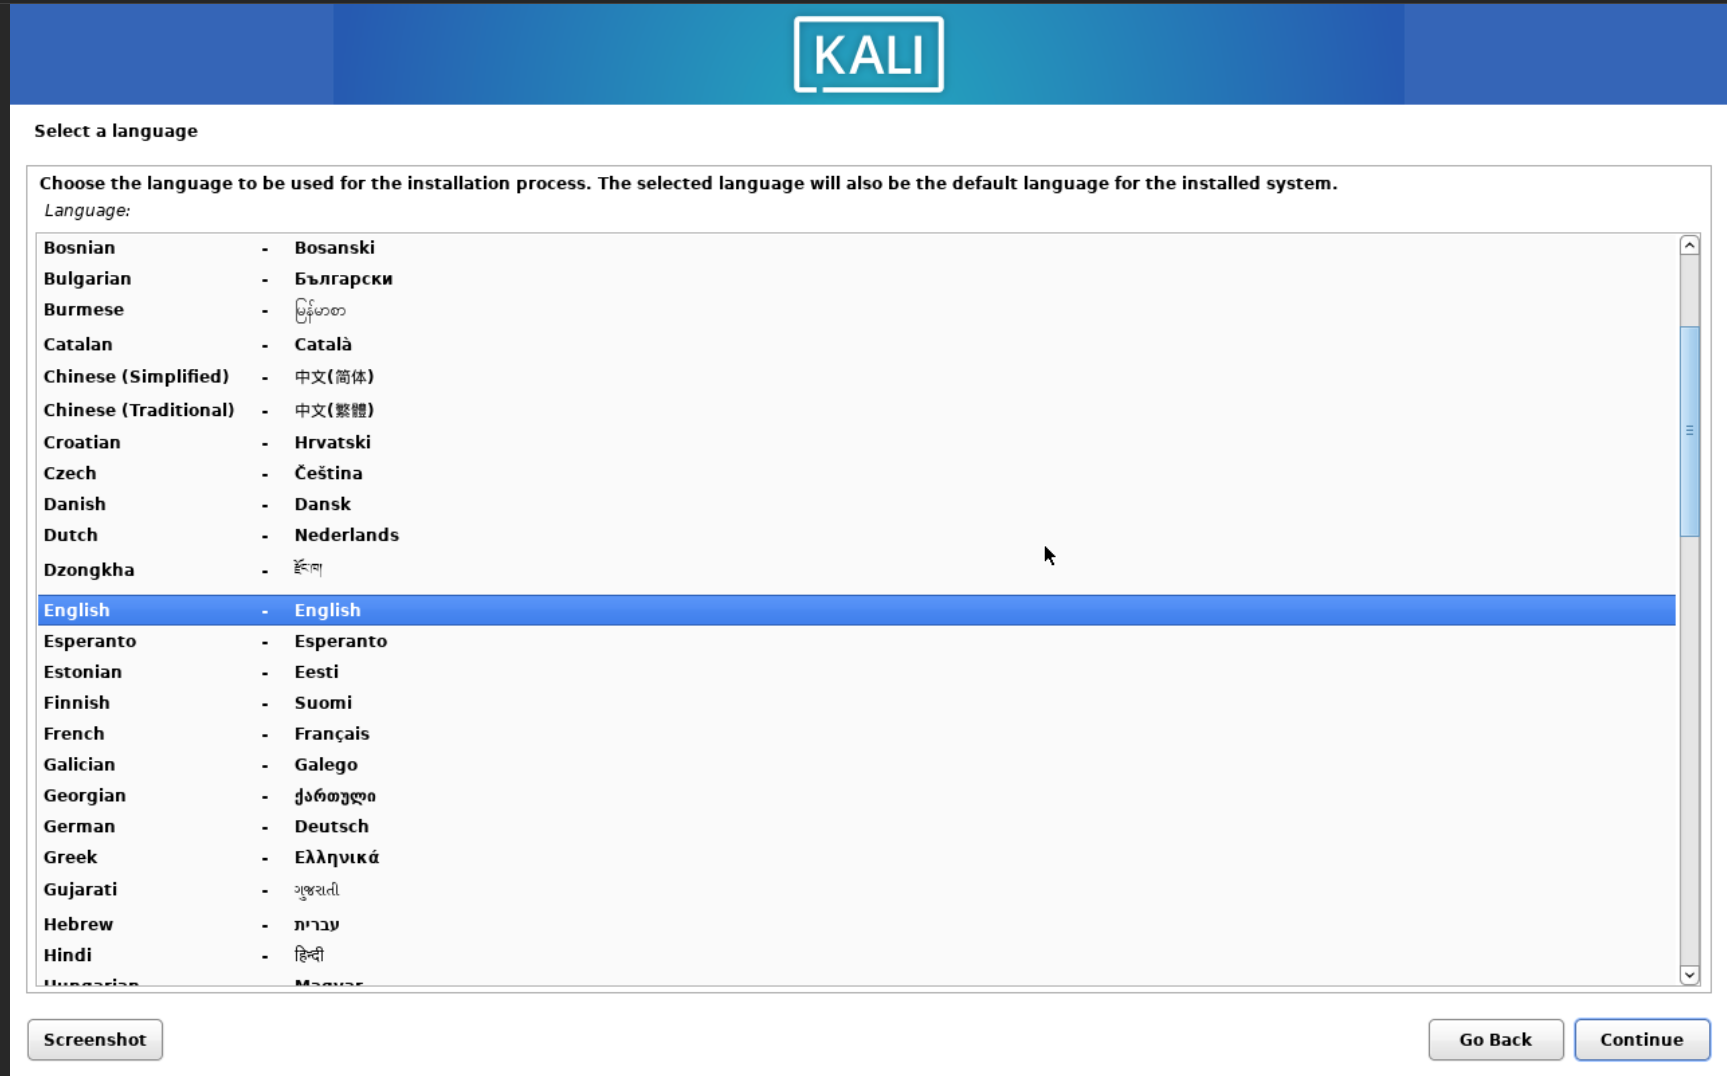 KALI
Select a language
Choose the language to be used for the installation process. The selected language will also be the default language for the installed system.
Language:
Bosnian - Bosanski
Bulgarian - Български
Burmese - မြန်မာစာ
Catalan - Català
Chinese (Simplified) - 中文(简体)
Chinese (Traditional) - 中文(繁體)
Croatian - Hrvatski
Czech - Čeština
Danish - Dansk
Dutch - Nederlands
Dzongkha - རྫོང་ཁ།
English - English
Esperanto - Esperanto
Estonian - Eesti
Finnish - Suomi
French - Français
Galician - Galego
Georgian - ქართული
German - Deutsch
Greek - Ελληνικά
Gujarati - ગુજરાતી
Hebrew - עברית
Hindi - हिन्दी
Hungarian - Magyar
Screenshot Go Back Continue